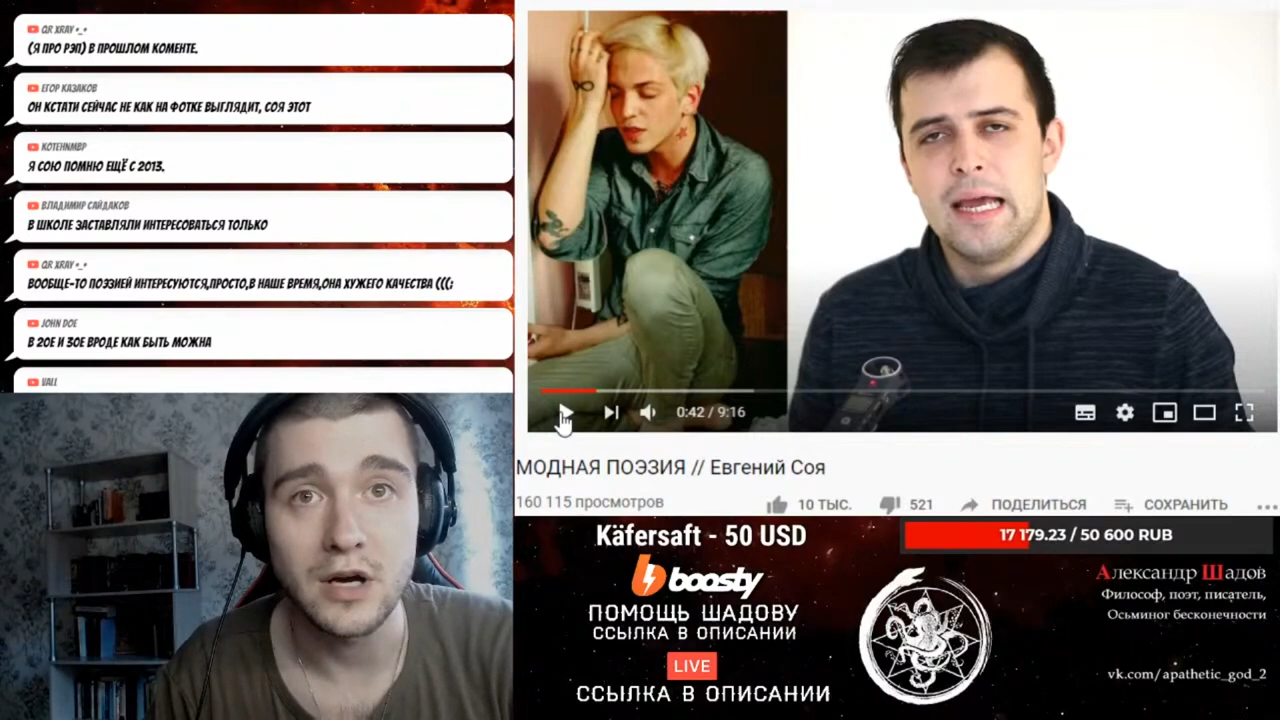 QR XRAY •_•
(Я ПРО РЭП) В ПРОШЛОМ КОМЕНТЕ.
ЕГОР КАЗАКОВ
ОН КСТАТИ СЕЙЧАС НЕ КАК НА ФОТКЕ ВЫГЛЯДИТ, СОЯ ЭТОТ
KOTEHNMBP
Я СОЮ ПОМНЮ ЕЩЁ С 2013.
ВЛАДИМИР САЙДАКОВ
В ШКОЛЕ ЗАСТАВЛЯЛИ ИНТЕРЕСОВАТЬСЯ ТОЛЬКО
QR XRAY •_•
ВООБЩЕ-ТО ПОЭЗИЕЙ ИНТЕРЕСУЮТСЯ,ПРОСТО,В НАШЕ ВРЕМЯ,ОНА ХУЖЕГО КАЧЕСТВА (((;
JOHN DOE
В 20Е И 30Е ВРОДЕ КАК БЫТЬ МОЖНА
VALL
0:42 / 9:16
МОДНАЯ ПОЭЗИЯ // Евгений Соя
160 115 просмотров
10 ТЫС.
521
ПОДЕЛИТЬСЯ
СОХРАНИТЬ
Käfersaft - 50 USD
17 179.23 / 50 600 RUB
boosty
ПОМОЩЬ ШАДОВУ
ССЫЛКА В ОПИСАНИИ
LIVE
ССЫЛКА В ОПИСАНИИ
Александр Шадов
Философ, поэт, писатель,
Осьминог бесконечности
vk.com/apathetic_god_2